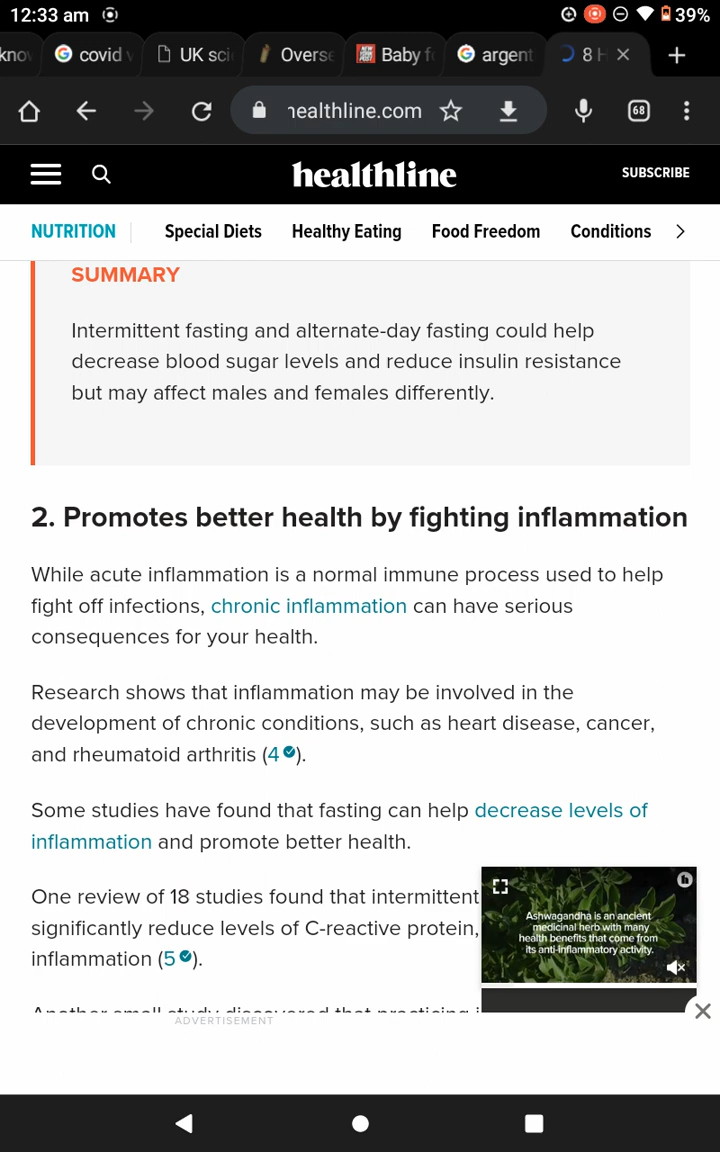 12:33 am
39%
covid
UK sci
Overse
Baby f
argent
8 H
healthline.com
68
healthline
SUBSCRIBE
NUTRITION
Special Diets
Healthy Eating
Food Freedom
Conditions
SUMMARY
Intermittent fasting and alternate-day fasting could help
decrease blood sugar levels and reduce insulin resistance
but may affect males and females differently.
2. Promotes better health by fighting inflammation
While acute inflammation is a normal immune process used to help
fight off infections, chronic inflammation can have serious
consequences for your health.
Research shows that inflammation may be involved in the
development of chronic conditions, such as heart disease, cancer,
and rheumatoid arthritis (4).
Some studies have found that fasting can help decrease levels of
inflammation and promote better health.
One review of 18 studies found that intermittent
significantly reduce levels of C-reactive protein,
inflammation (5).
Ashwagandha is an ancient
medicinal herb with many
health benefits that come from
its anti-inflammatory activity.
Another small study discovered that practicing i
ADVERTISEMENT